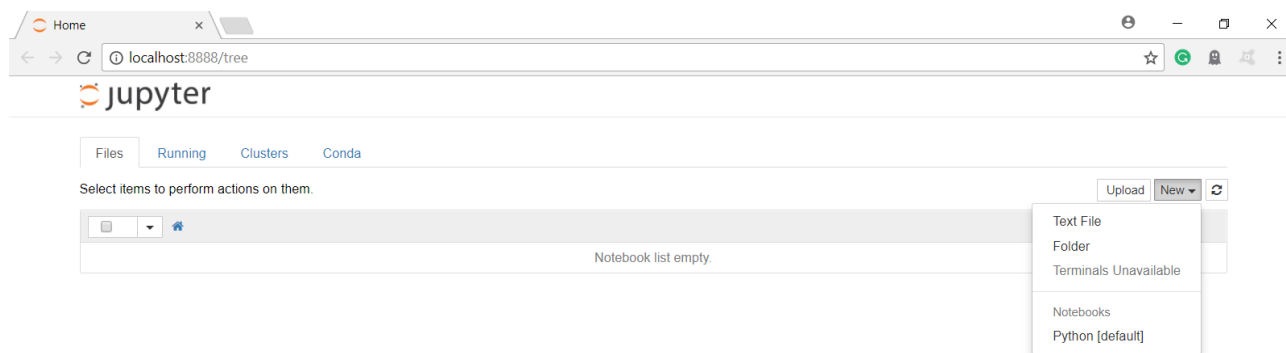 Home
localhost:8888/tree
jupyter
Files Running Clusters Conda
Select items to perform actions on them.
Upload New
Notebook list empty.
Text File
Folder
Terminals Unavailable
Notebooks
Python [default]